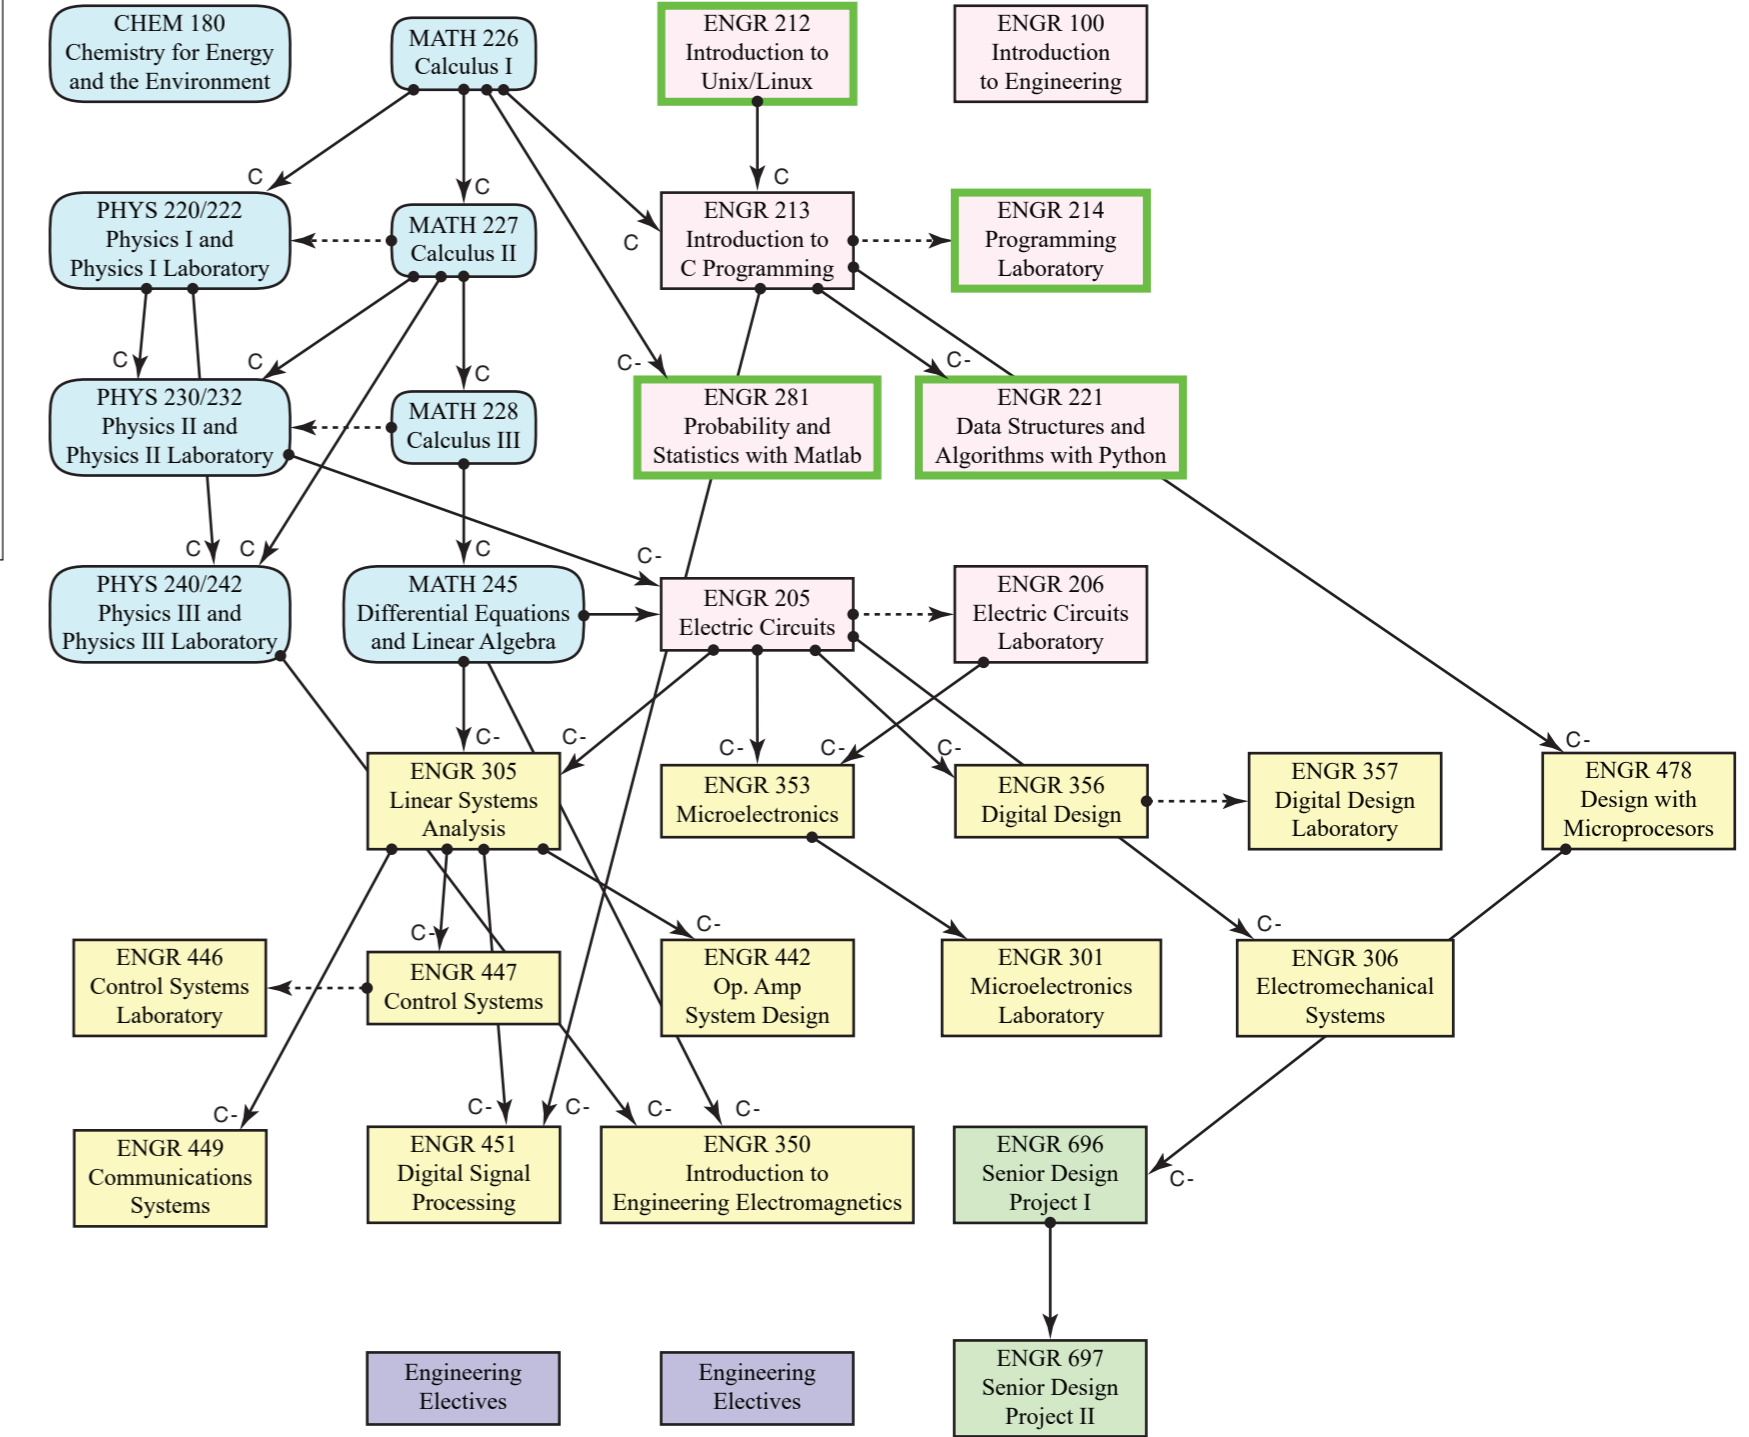 CHEM 180
Chemistry for Energy
and the Environment
MATH 226
Calculus I
ENGR 212
Introduction to
Unix/Linux
ENGR 100
Introduction
to Engineering
C
C
C
C
PHYS 220/222
Physics I and
Physics I Laboratory
MATH 227
Calculus II
ENGR 213
Introduction to
C Programming
ENGR 214
Programming
Laboratory
C
C
C
C-
C-
PHYS 230/232
Physics II and
Physics II Laboratory
MATH 228
Calculus III
ENGR 281
Probability and
Statistics with Matlab
ENGR 221
Data Structures and
Algorithms with Python
C
C
C
C-
PHYS 240/242
Physics III and
Physics III Laboratory
MATH 245
Differential Equations
and Linear Algebra
ENGR 205
Electric Circuits
ENGR 206
Electric Circuits
Laboratory
C-
C-
C-
C-
C-
C-
ENGR 305
Linear Systems
Analysis
ENGR 353
Microelectronics
ENGR 356
Digital Design
ENGR 357
Digital Design
Laboratory
ENGR 478
Design with
Microprocesors
C-
C-
C-
ENGR 446
Control Systems
Laboratory
ENGR 447
Control Systems
ENGR 442
Op. Amp
System Design
ENGR 301
Microelectronics
Laboratory
ENGR 306
Electromechanical
Systems
C-
C-
C-
C-
C-
ENGR 449
Communications
Systems
ENGR 451
Digital Signal
Processing
ENGR 350
Introduction to
Engineering Electromagnetics
ENGR 696
Senior Design
Project I
C-
Engineering
Electives
Engineering
Electives
ENGR 697
Senior Design
Project II